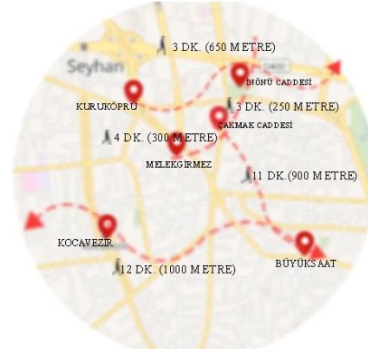 3 DK. (650 METRE)
Seyhan
İNÖNÜ CADDESİ
KURUKÖPRÜ
3 DK. (250 METRE)
ÇAKMAK CADDESİ
4 DK. (300 METRE)
MELEKGİRMEZ
11 DK.(900 METRE)
KOCAVEZİR
BÜYÜKSAAT
12 DK. (1000 METRE)